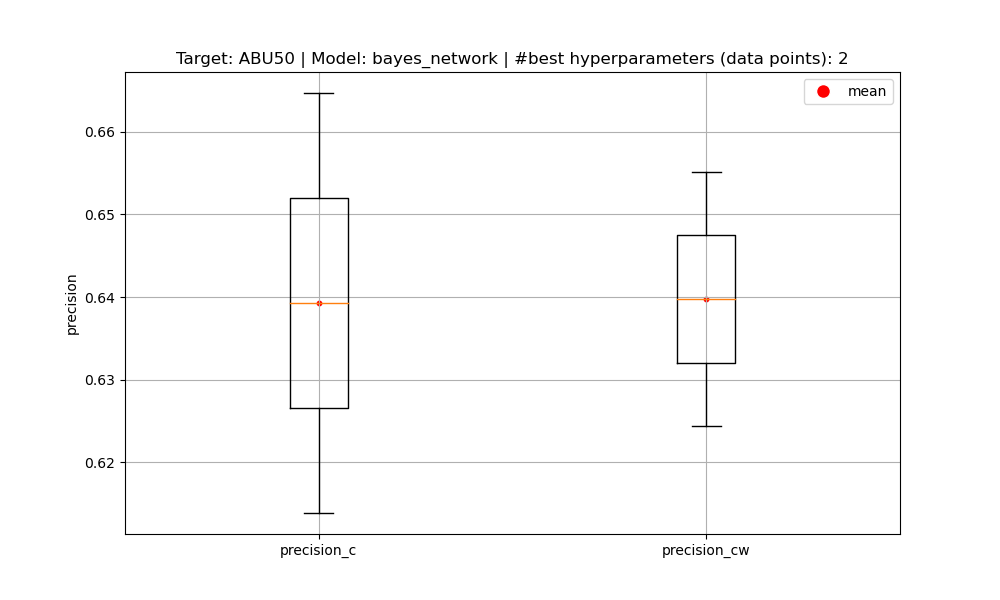 Target: ABU50 | Model: bayes_network | #best hyperparameters (data points): 2
mean
0.66
0.65
0.64
0.63
0.62
precision
precision_c
precision_cw